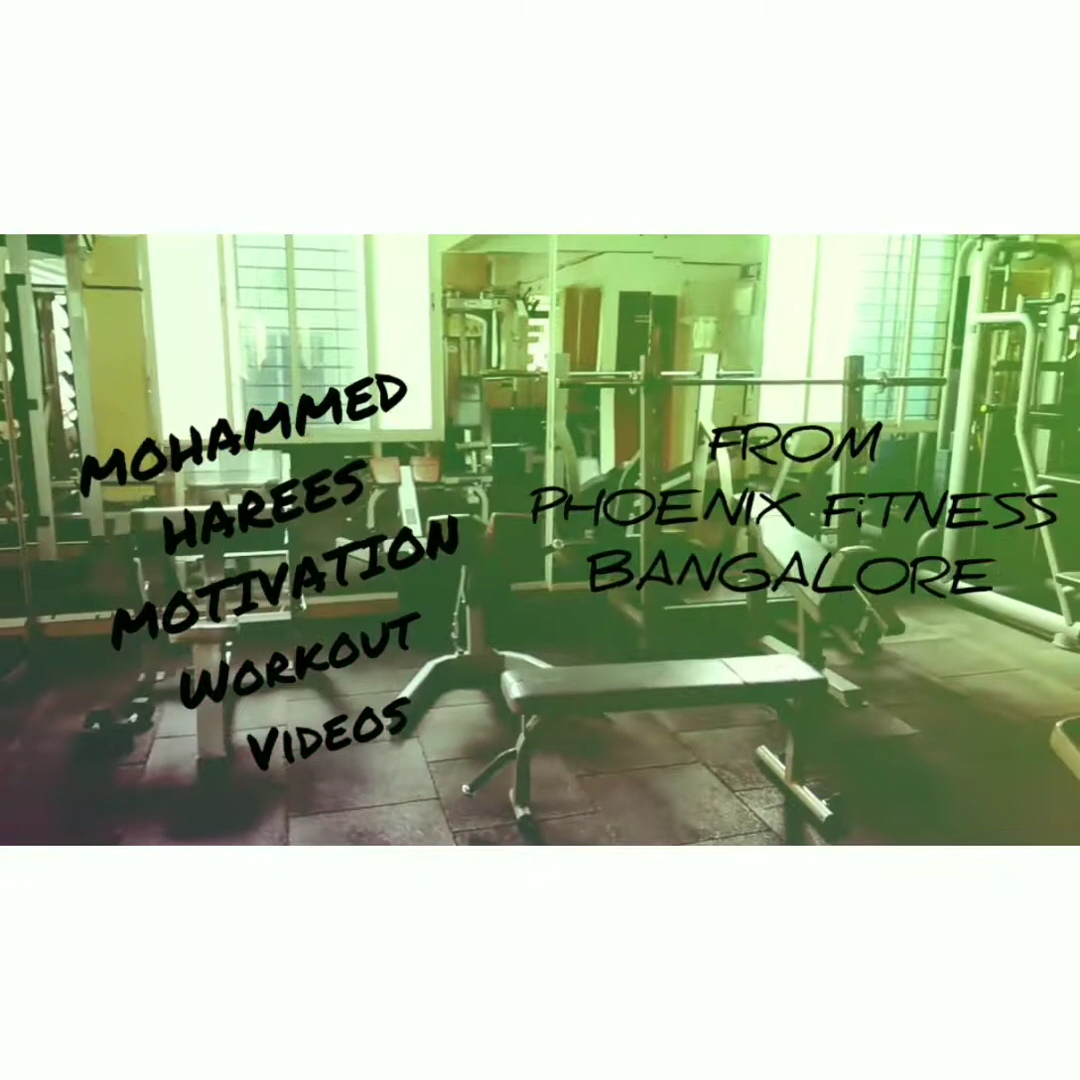 MOHAMMED
HAREES
MOTIVATION
WORKOUT
VIDEOS
FROM
PHOENIX FiTNESS
BANGALORE